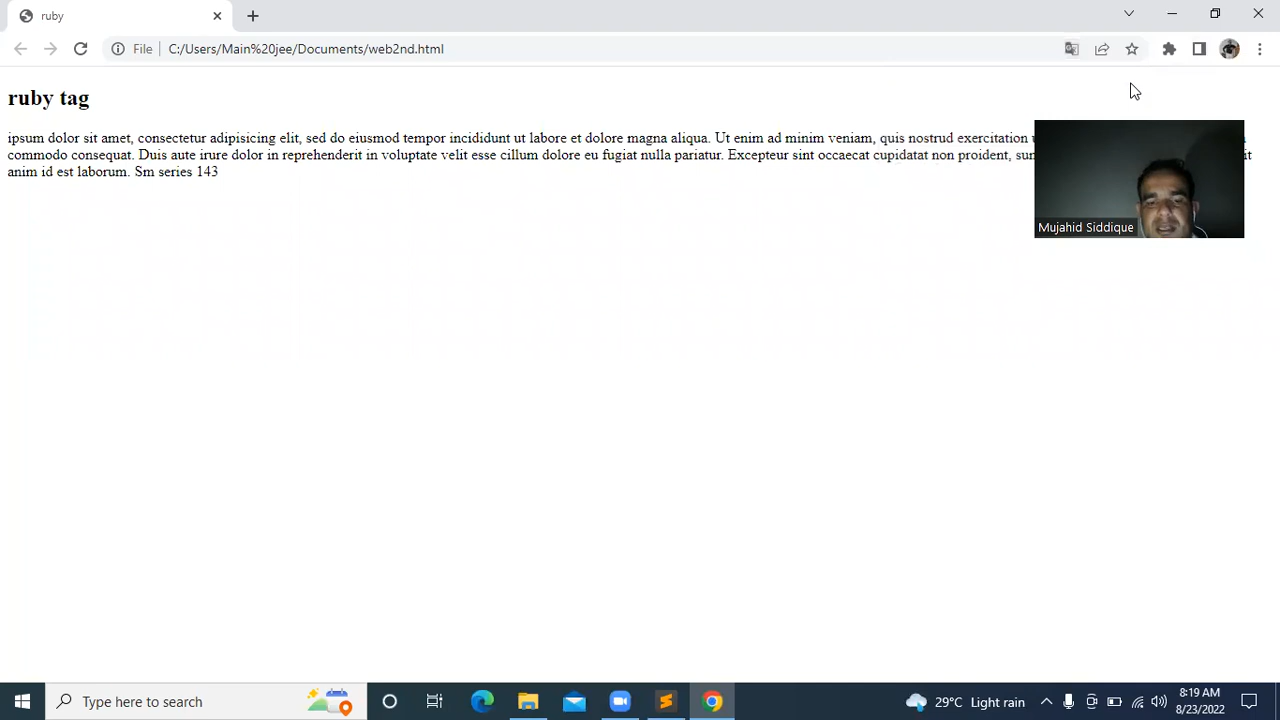 ruby
File
C:/Users/Main%20jee/Documents/web2nd.html
ruby tag
ipsum dolor sit amet, consectetur adipisicing elit, sed do eiusmod tempor incididunt ut labore et dolore magna aliqua. Ut enim ad minim veniam, quis nostrud exercitation
commodo consequat. Duis aute irure dolor in reprehenderit in voluptate velit esse cillum dolore eu fugiat nulla pariatur. Excepteur sint occaecat cupidatat non proident,
anim id est laborum. Sm series 143
Mujahid Siddique
Type here to search
29°C Light rain
8:19 AM
8/23/2022